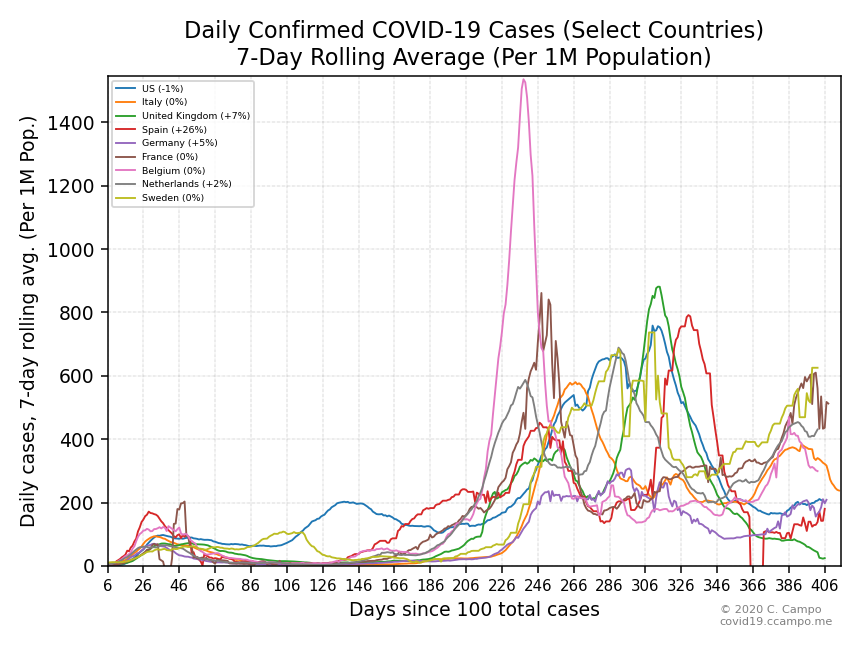 Daily Confirmed COVID-19 Cases (Select Countries)
7-Day Rolling Average (Per 1M Population)
Daily cases, 7-day rolling avg. (Per 1M Pop.)
1400
1200
1000
800
600
400
200
0
US (-1%)
Italy (0%)
United Kingdom (+7%)
Spain (+26%)
Germany (+5%)
France (0%)
Belgium (0%)
Netherlands (+2%)
Sweden (0%)
6 26 46 66 86 106 126 146 166 186 206 226 246 266 286 306 326 346 366 386 406
Days since 100 total cases
© 2020 C. Campo
covid19.ccampo.me